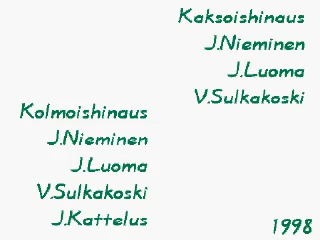 Kaksoishinaus
J.Nieminen
J.Luoma
V.Sulkakoski
Kolmoishinaus
J.Nieminen
J.Luoma
V.Sulkakoski
J.Kattelus
1998